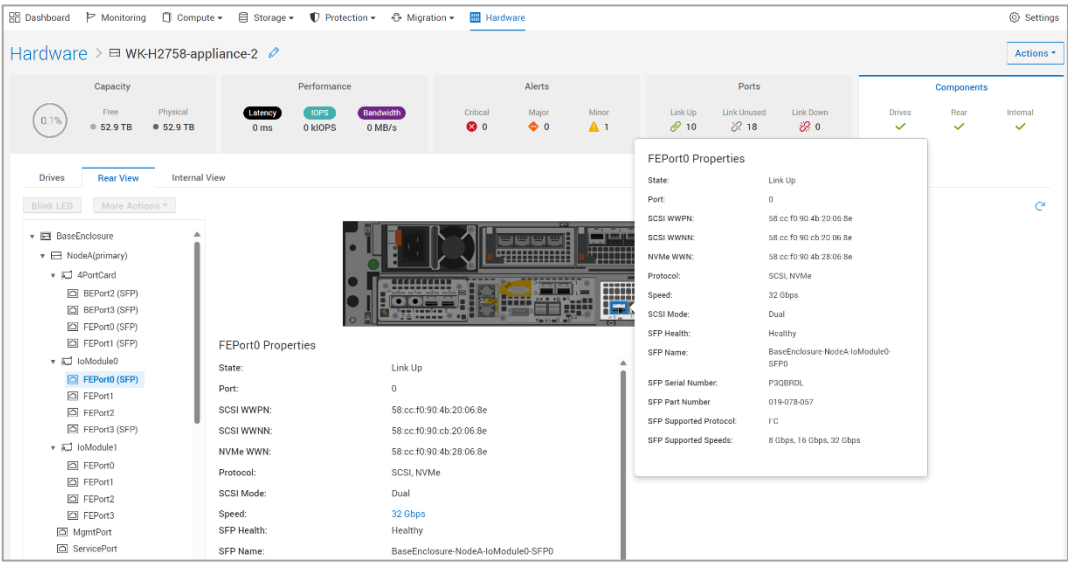 Dashboard Monitoring Compute Storage Protection Migration Hardware Settings
Hardware > WK-H2758-appliance-2 Actions
Capacity Performance Alerts Ports Components
Free Physical Latency IOPS Bandwidth Critical Major Minor Link Up Link Unused Link Down Drives Rear Internal
0.1% 52.9 TB 52.9 TB 0 ms 0 kIOPS 0 MB/s 0 0 1 10 18 0
Drives Rear View Internal View
Blink LED More Actions
BaseEnclosure
NodeA(primary)
4PortCard
BEPort2 (SFP)
BEPort3 (SFP)
FEPort0 (SFP)
FEPort1 (SFP)
IoModule0
FEPort0 (SFP)
FEPort1
FEPort2
FEPort3 (SFP)
IoModule1
FEPort0
FEPort1
FEPort2
FEPort3
MgmtPort
ServicePort
FEPort0 Properties
State: Link Up
Port: 0
SCSI WWPN: 58:cc:f0:90:4b:20:06:8e
SCSI WWNN: 58:cc:f0:90:cb:20:06:8e
NVMe WWN: 58:cc:f0:90:4b:28:06:8e
Protocol: SCSI, NVMe
SCSI Mode: Dual
Speed: 32 Gbps
SFP Health: Healthy
SFP Name: BaseEnclosure-NodeA-IoModule0-SFP0
FEPort0 Properties
State: Link Up
Port: 0
SCSI WWPN: 58:cc:f0:90:4b:20:06:8e
SCSI WWNN: 58:cc:f0:90:cb:20:06:8e
NVMe WWN: 58:cc:f0:90:4b:28:06:8e
Protocol: SCSI, NVMe
Speed: 32 Gbps
SCSI Mode: Dual
SFP Health: Healthy
SFP Name: BaseEnclosure-NodeA-IoModule0-
SFP0
SFP Serial Number: P3QBRDL
SFP Part Number 019-078-057
SFP Supported Protocol: FC
SFP Supported Speeds: 8 Gbps, 16 Gbps, 32 Gbps